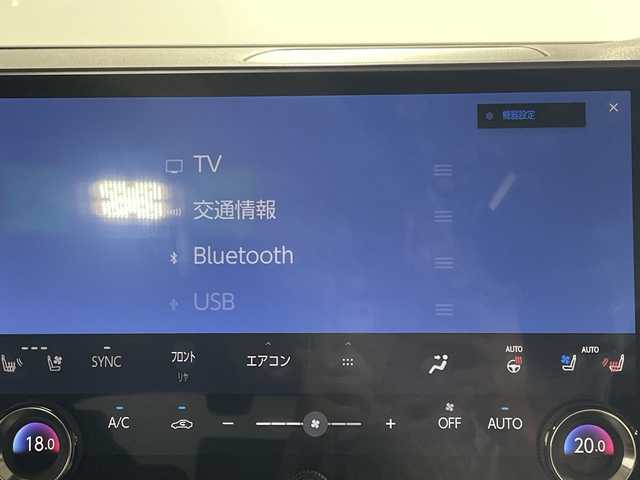 機器設定
TV
交通情報
Bluetooth
USB
SYNC
フロント
リヤ
エアコン
AUTO
AUTO
18.0
A/C
OFF
AUTO
20.0